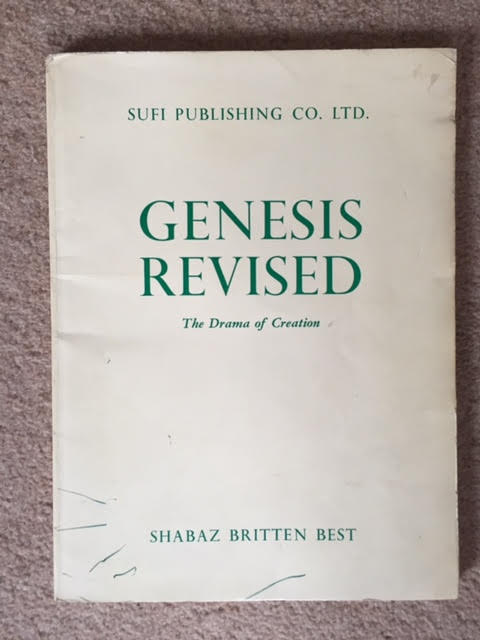 SUFI PUBLISHING CO. LTD.
GENESIS
REVISED
The Drama of Creation
SHABAZ BRITTEN BEST